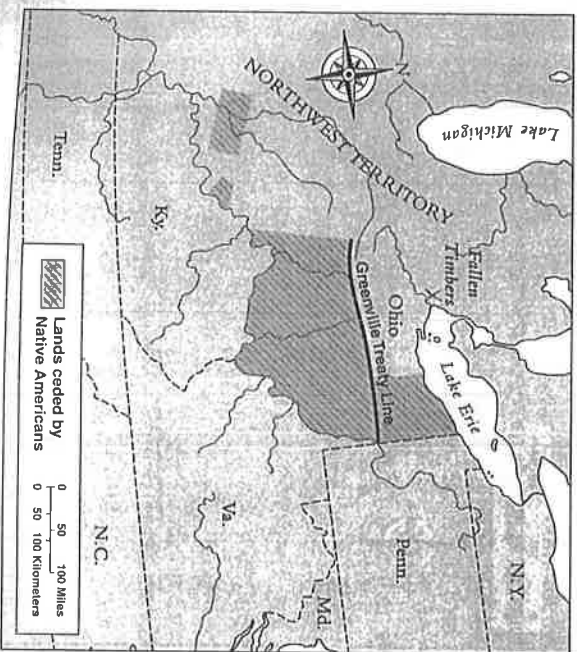 N
Lake Michigan
NORTHWEST TERRITORY
Fallen
Timbers
Lake Erie
N.Y.
Ohio
Greenville Treaty Line
Penn.
Md.
Va.
Ky.
Tenn.
N.C.
Lands ceded by
Native Americans
0 50 100 Miles
0 50 100 Kilometers